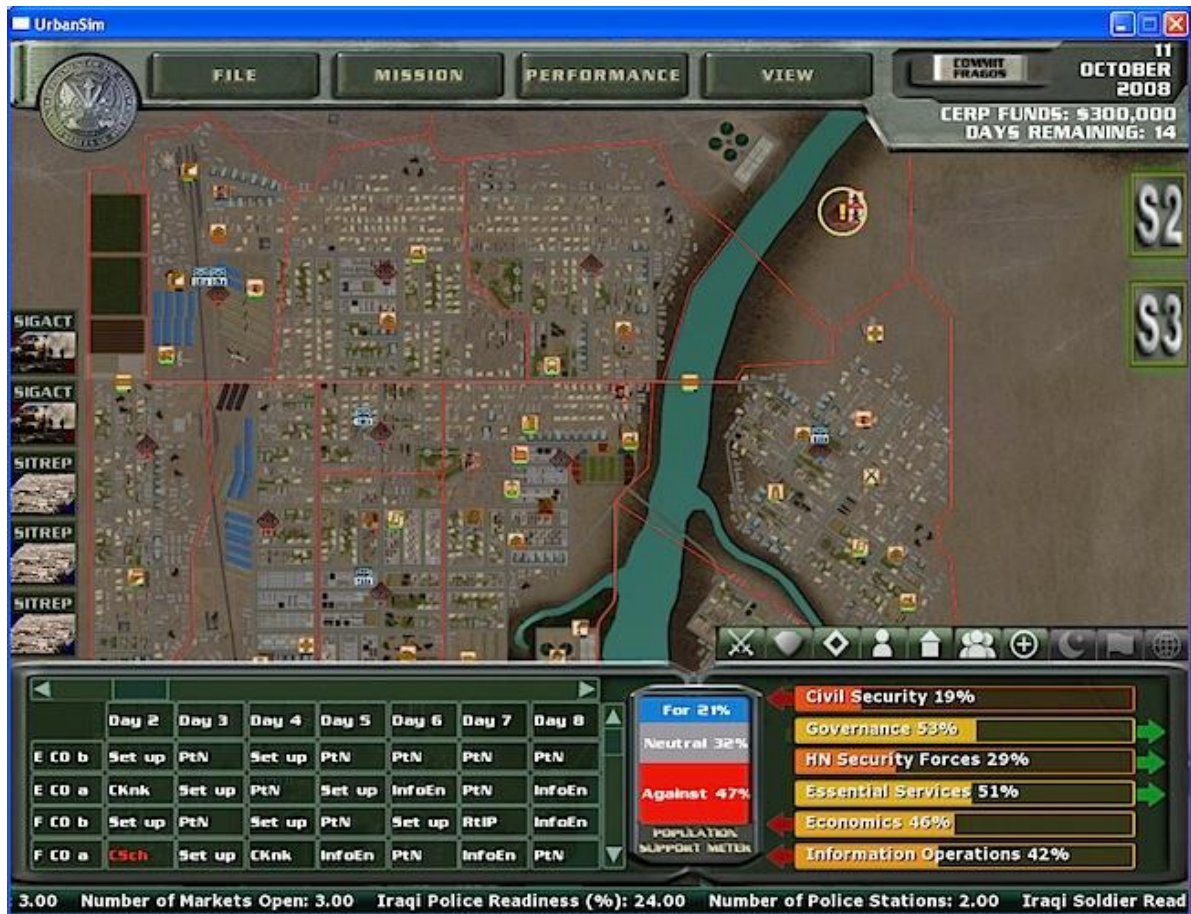 UrbanSim
FILE
MISSION
PERFORMANCE
VIEW
COMMIT
FRAGOS
11
OCTOBER
2008
CERP FUNDS: $300,000
DAYS REMAINING: 14
S2
S3
SIGACT
SIGACT
SITREP
SITREP
SITREP
Day 2 Day 3 Day 4 Day 5 Day 6 Day 7 Day 8
E CO b Set up PtN Set up PtN PtN PtN PtN
E CO a CKnk Set up PtN Set up InfoEn PtN InfoEn
F CO b Set up PtN Set up PtN Set up RtIP InfoEn
F CO a CSch Set up CKnk InfoEn PtN InfoEn PtN
For 21%
Neutral 32%
Against 47%
POPULATION
SUPPORT METER
Civil Security 19%
Governance 53%
HN Security Forces 29%
Essential Services 51%
Economics 46%
Information Operations 42%
3.00 Number of Markets Open: 3.00 Iraqi Police Readiness (%): 24.00 Number of Police Stations: 2.00 Iraqi Soldier Read